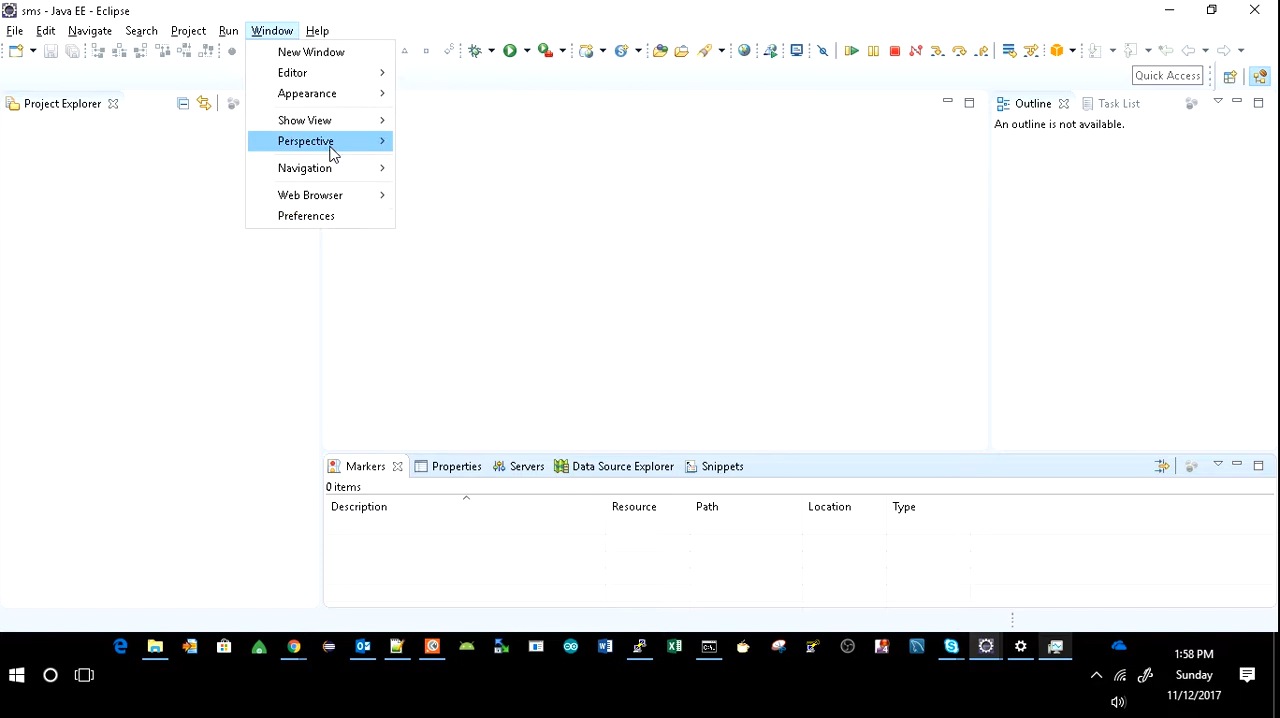 sms - Java EE - Eclipse
File Edit Navigate Search Project Run Window Help
New Window
Editor
Appearance
Show View
Perspective
Navigation
Web Browser
Preferences
Quick Access
Project Explorer
Outline Task List
An outline is not available.
Markers Properties Servers Data Source Explorer Snippets
0 items
Description Resource Path Location Type
1:58 PM
Sunday
11/12/2017